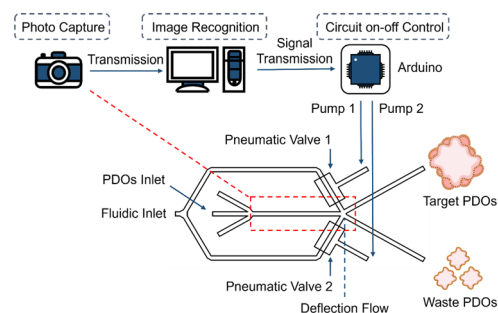 Photo Capture
Image Recognition
Circuit on-off Control
Transmission
Signal
Transmission
Arduino
Pump 1
Pump 2
Pneumatic Valve 1
PDOs Inlet
Fluidic Inlet
Target PDOs
Pneumatic Valve 2
Deflection Flow
Waste PDOs